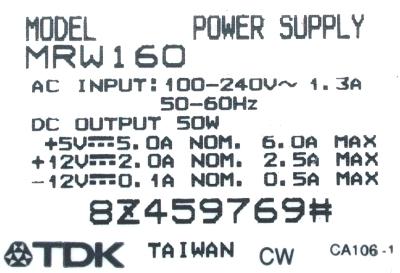 MODEL POWER SUPPLY
MRW160
AC INPUT: 100-240V~ 1.3A
50-60Hz
DC OUTPUT 50W
+5V⎓5.0A NOM. 6.0A MAX
+12V⎓2.0A NOM. 2.5A MAX
-12V⎓0.1A NOM. 0.5A MAX
8Z459769#
TDK TAIWAN CW CA106-1